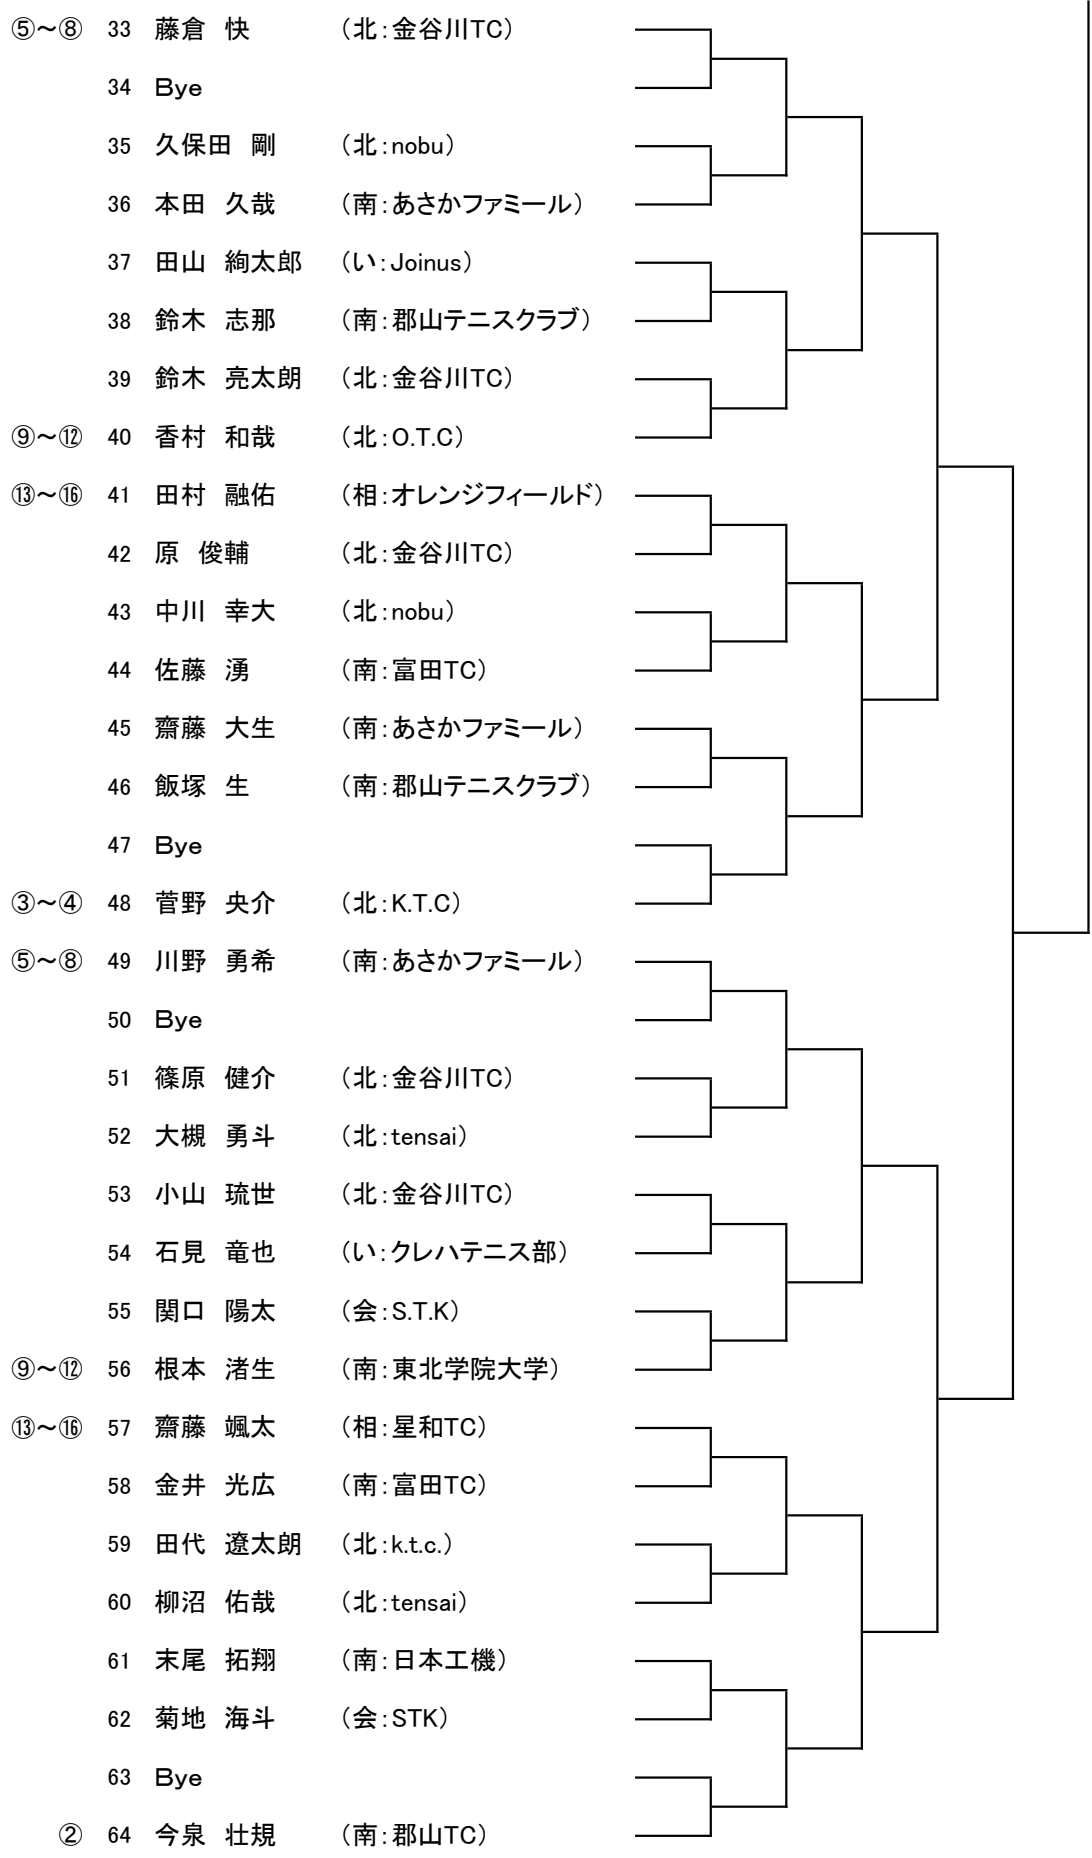 ⑤～⑧ 33 藤倉 快 （北：金谷川TC）
34 Bye
35 久保田 剛 （北：nobu）
36 本田 久哉 （南：あさかファミール）
37 田山 絢太郎 （い：Joinus）
38 鈴木 志那 （南：郡山テニスクラブ）
39 鈴木 亮太朗 （北：金谷川TC）
⑨～⑫ 40 香村 和哉 （北：O.T.C）
⑬～⑯ 41 田村 融佑 （相：オレンジフィールド）
42 原 俊輔 （北：金谷川TC）
43 中川 幸大 （北：nobu）
44 佐藤 湧 （南：富田TC）
45 齋藤 大生 （南：あさかファミール）
46 飯塚 生 （南：郡山テニスクラブ）
47 Bye
③～④ 48 菅野 央介 （北：K.T.C）
⑤～⑧ 49 川野 勇希 （南：あさかファミール）
50 Bye
51 篠原 健介 （北：金谷川TC）
52 大槻 勇斗 （北：tensai）
53 小山 琉世 （北：金谷川TC）
54 石見 竜也 （い：クレハテニス部）
55 関口 陽太 （会：S.T.K）
⑨～⑫ 56 根本 渚生 （南：東北学院大学）
⑬～⑯ 57 齋藤 颯太 （相：星和TC）
58 金井 光広 （南：富田TC）
59 田代 遼太朗 （北：k.t.c.）
60 柳沼 佑哉 （北：tensai）
61 末尾 拓翔 （南：日本工機）
62 菊地 海斗 （会：STK）
63 Bye
② 64 今泉 壮規 （南：郡山TC）